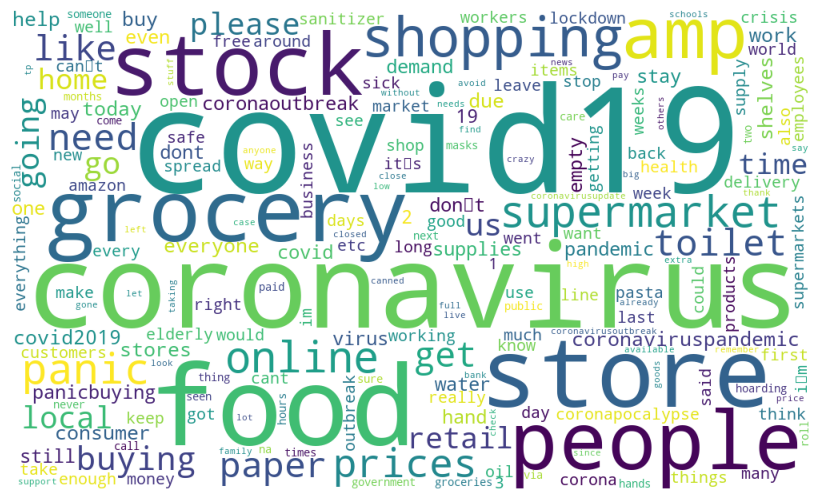 help
someone
well
buy
please
sanitizer
workers
lockdown
schools
crisis
like
even
free
around
news
work
tp
stuff
can□t
stock
shopping
amp
home
sick
demand
items
stop
pay
world
months
without
avoid
needs
leave
stay
today
open
coronaoutbreak
market
due
supply
shelves
may
come
see
19
find
care
others
weeks
also
employees
going
need
new
safe
dont
covid19
shop
masks
two
say
spread
way
anyone
it□s
crazy
empty
getting
back
time
go
amazon
business
close
low
big
health
social
one
left
case
days
2
don□t
good
coronavirusupdate
week
thank
delivery
grocery
supermarket
everything
every
everyone
closed
etc
next
long
us
went
want
toilet
covid
supplies
pandemic
supermarkets
coronavirus
1
high
extra
make
gone
let
taking
right
paid
im
canned
full
live
use
public
line
pasta
already
last
could
products
covid2019
elderly
would
virus
working
much
coronavirusoutbreak
know
coronaviruspandemic
customers
stores
look
online
get
store
available
remember
first
panic
thing
cant
sure
water
bank
said
goods
hoarding
i□m
panicbuying
food
really
local
never
seen
outbreak
hand
check
day
coronapocalypse
price
think
consumer
keep
got
lot
hours
retail
people
roll
still
buying
call
family
na
times
paper
prices
oil
via
since
things
many
take
enough
money
government
groceries
3
corona
hands
support